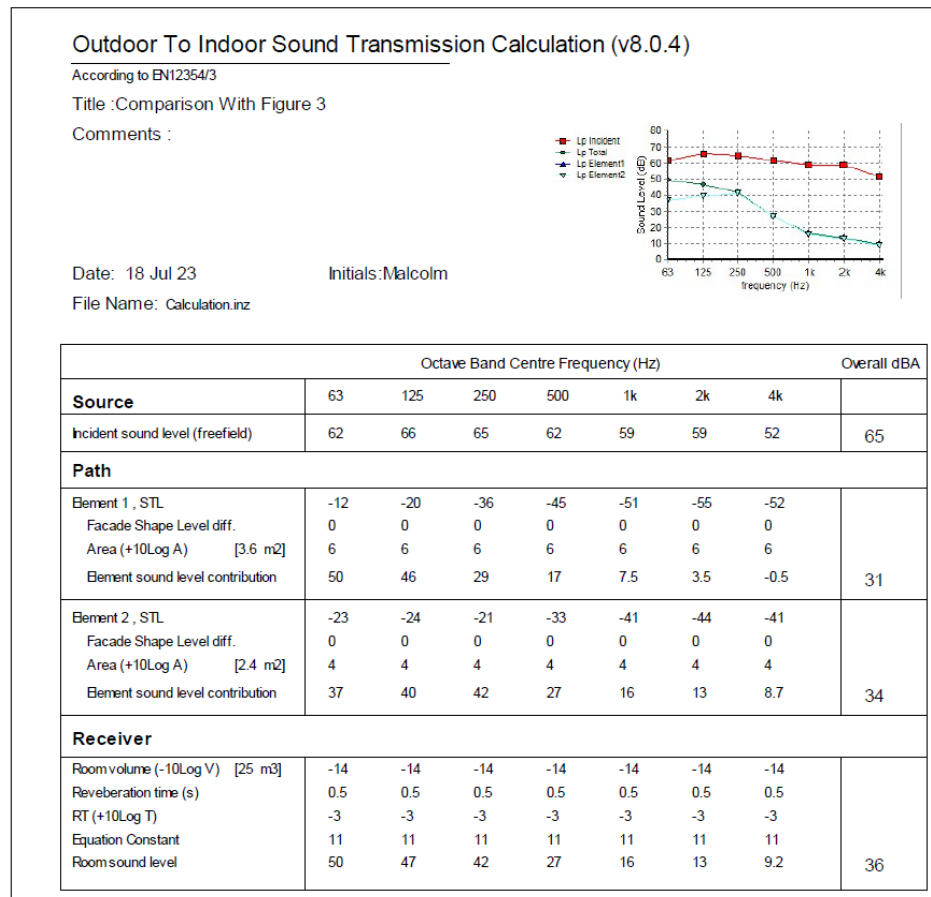 Outdoor To Indoor Sound Transmission Calculation (v8.0.4)
According to EN12354/3
Title :Comparison With Figure 3
Comments :
Lp Incident
Lp Total
Lp Element1
Lp Element2
Sound Level (dB)
80
70
60
50
40
30
20
10
0
63 125 250 500 1k 2k 4k
frequency (Hz)
Date: 18 Jul 23 Initials:Malcolm
File Name: Calculation.inz
Octave Band Centre Frequency (Hz) Overall dBA
Source 63 125 250 500 1k 2k 4k
Incident sound level (freefield) 62 66 65 62 59 59 52 65
Path
Element 1 , STL -12 -20 -36 -45 -51 -55 -52
Facade Shape Level diff. 0 0 0 0 0 0 0
Area (+10Log A) [3.6 m2] 6 6 6 6 6 6 6
Element sound level contribution 50 46 29 17 7.5 3.5 -0.5 31
Element 2 , STL -23 -24 -21 -33 -41 -44 -41
Facade Shape Level diff. 0 0 0 0 0 0 0
Area (+10Log A) [2.4 m2] 4 4 4 4 4 4 4
Element sound level contribution 37 40 42 27 16 13 8.7 34
Receiver
Room volume (-10Log V) [25 m3] -14 -14 -14 -14 -14 -14 -14
Reveberation time (s) 0.5 0.5 0.5 0.5 0.5 0.5 0.5
RT (+10Log T) -3 -3 -3 -3 -3 -3 -3
Equation Constant 11 11 11 11 11 11 11
Room sound level 50 47 42 27 16 13 9.2 36